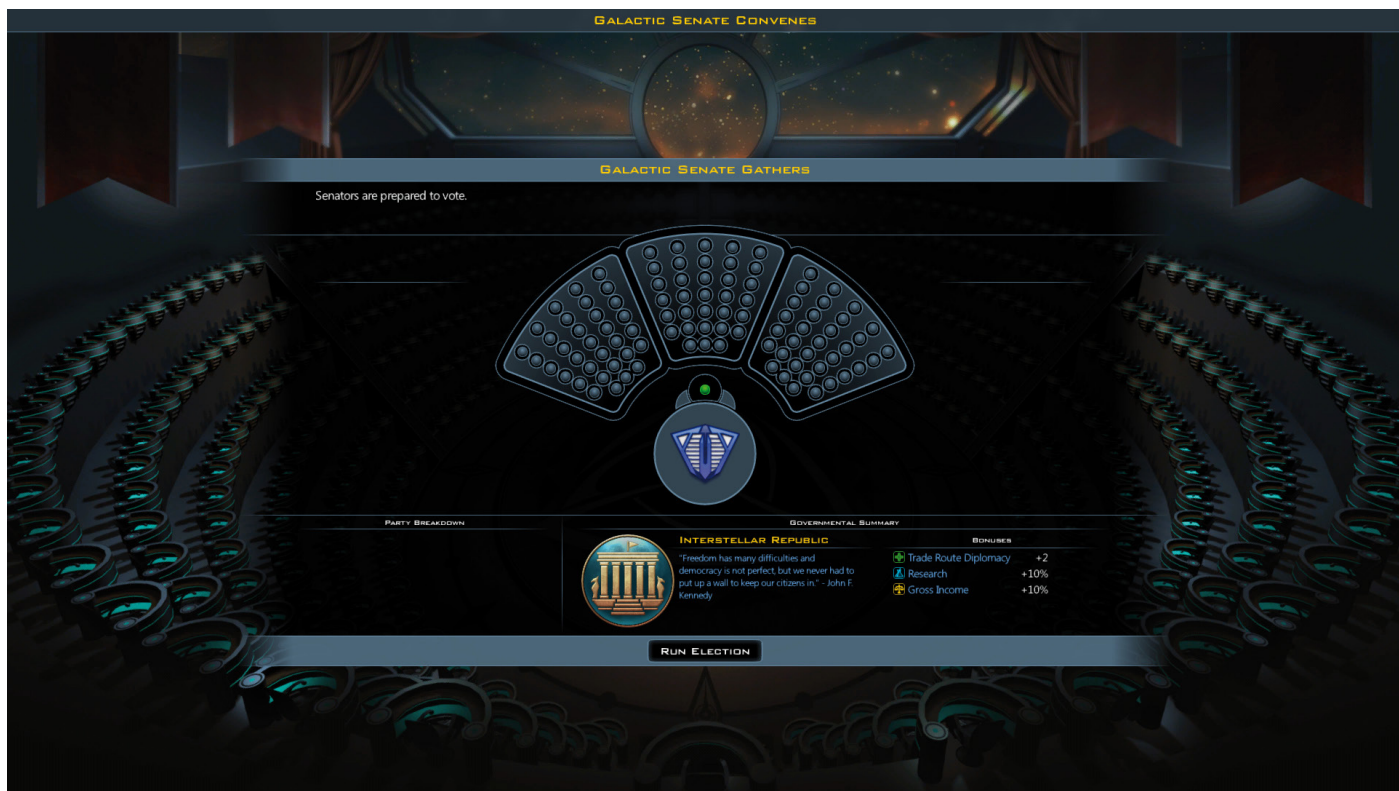 Galactic Senate Convenes
Galactic Senate Gathers
Senators are prepared to vote.
Party Breakdown
Governmental Summary
Interstellar Republic
"Freedom has many difficulties and
democracy is not perfect, but we never had to
put up a wall to keep our citizens in." - John F.
Kennedy
Bonuses
Trade Route Diplomacy +2
Research +10%
Gross Income +10%
Run Election